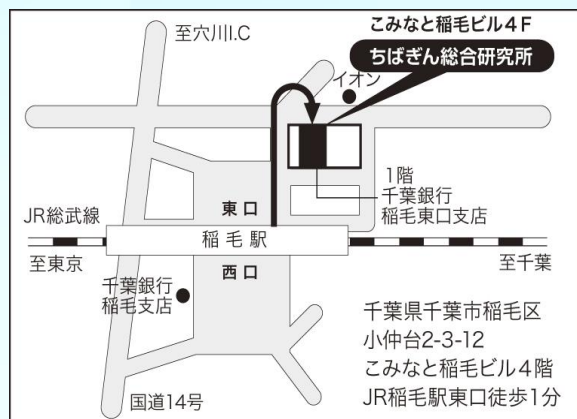 こみなと稲毛ビル4F
ちばぎん総合研究所
至穴川I.C
イオン
1階
千葉銀行
稲毛東口支店
東口
JR総武線
稲毛駅
至東京
至千葉
西口
千葉銀行
稲毛支店
国道14号
千葉県千葉市稲毛区
小仲台2-3-12
こみなと稲毛ビル4階
JR稲毛駅東口徒歩1分